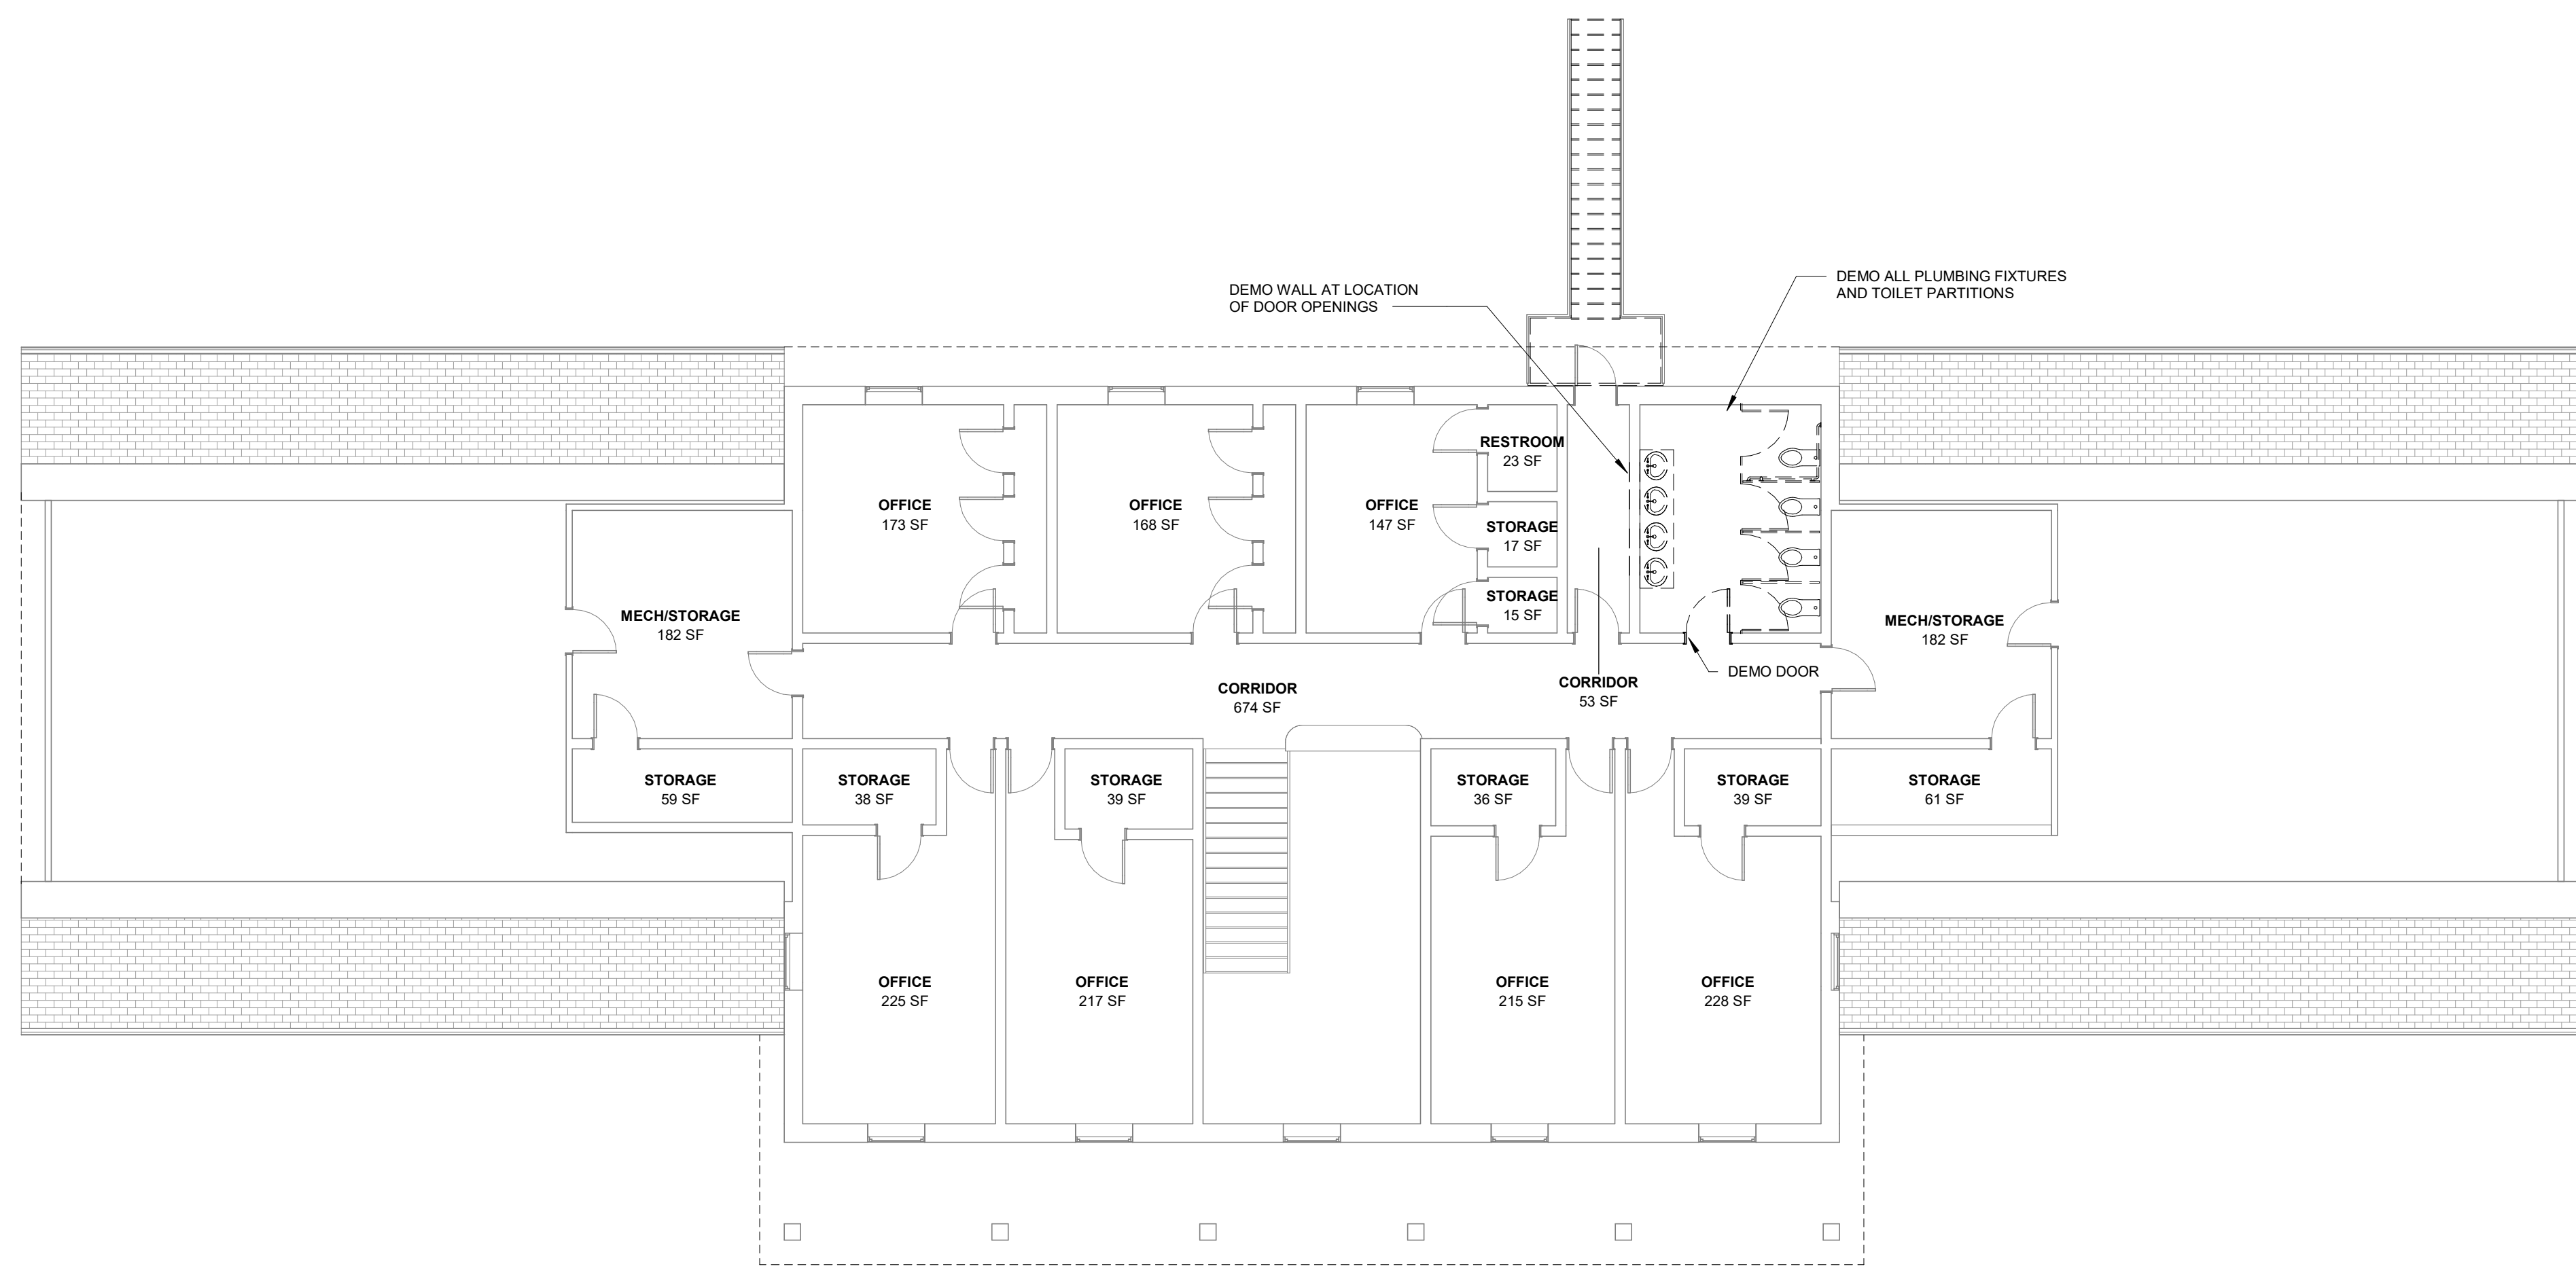 DEMO ALL PLUMBING FIXTURES
AND TOILET PARTITIONS
DEMO WALL AT LOCATION
OF DOOR OPENINGS
RESTROOM
23 SF
OFFICE
173 SF
OFFICE
168 SF
OFFICE
147 SF
STORAGE
17 SF
STORAGE
15 SF
MECH/STORAGE
182 SF
MECH/STORAGE
182 SF
DEMO DOOR
CORRIDOR
674 SF
CORRIDOR
53 SF
STORAGE
59 SF
STORAGE
38 SF
STORAGE
39 SF
STORAGE
36 SF
STORAGE
39 SF
STORAGE
61 SF
OFFICE
225 SF
OFFICE
217 SF
OFFICE
215 SF
OFFICE
228 SF